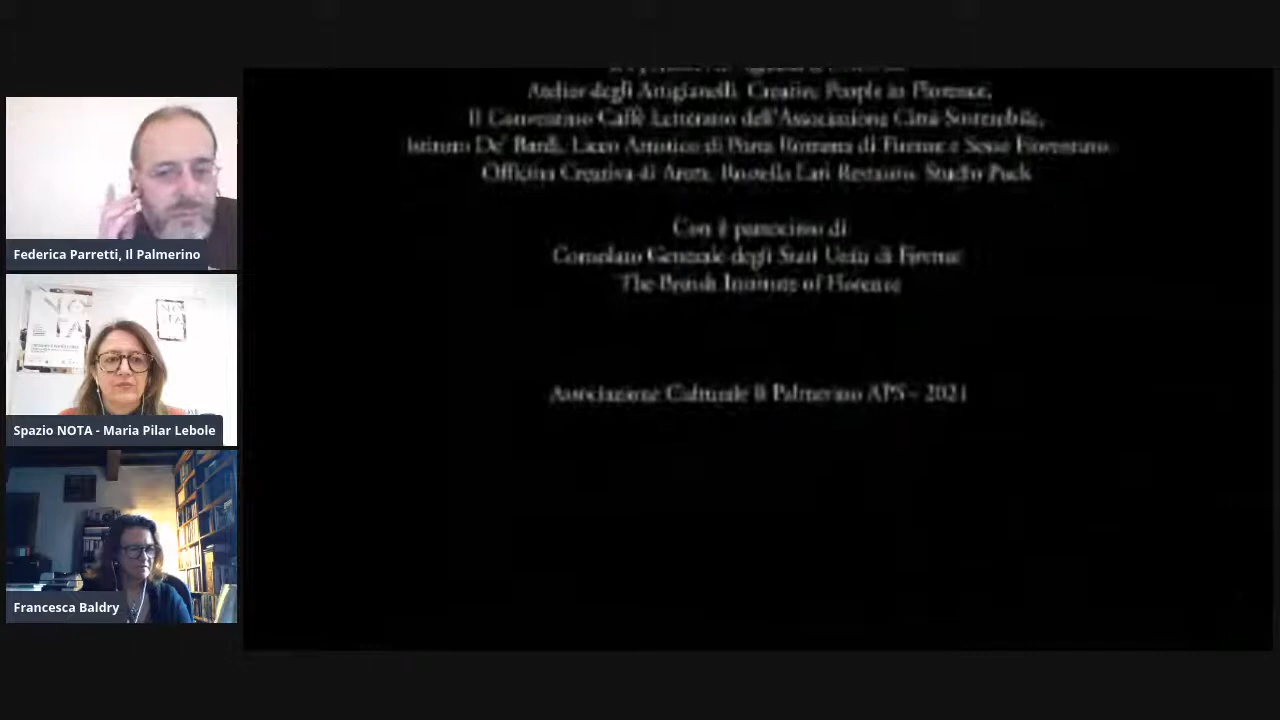 Atelier degli Artigianelli, Creative People in Florence,
Il Conventino Caffè Letterario dell'Associazione Città Sostenibile,
Istituto De' Bardi, Liceo Artistico di Porta Romana di Firenze e Sesto Fiorentino
Officina Creativa di Lari Restauro, Studio Puck
Con il patrocinio di
Consolato Generale degli Stati Uniti di Firenze
The British Institute of Florence
Associazione Culturale Il Palmerino APS - 2021
Federica Parretti, Il Palmerino
NOTA
Spazio NOTA - Maria Pilar Lebole
Francesca Baldry